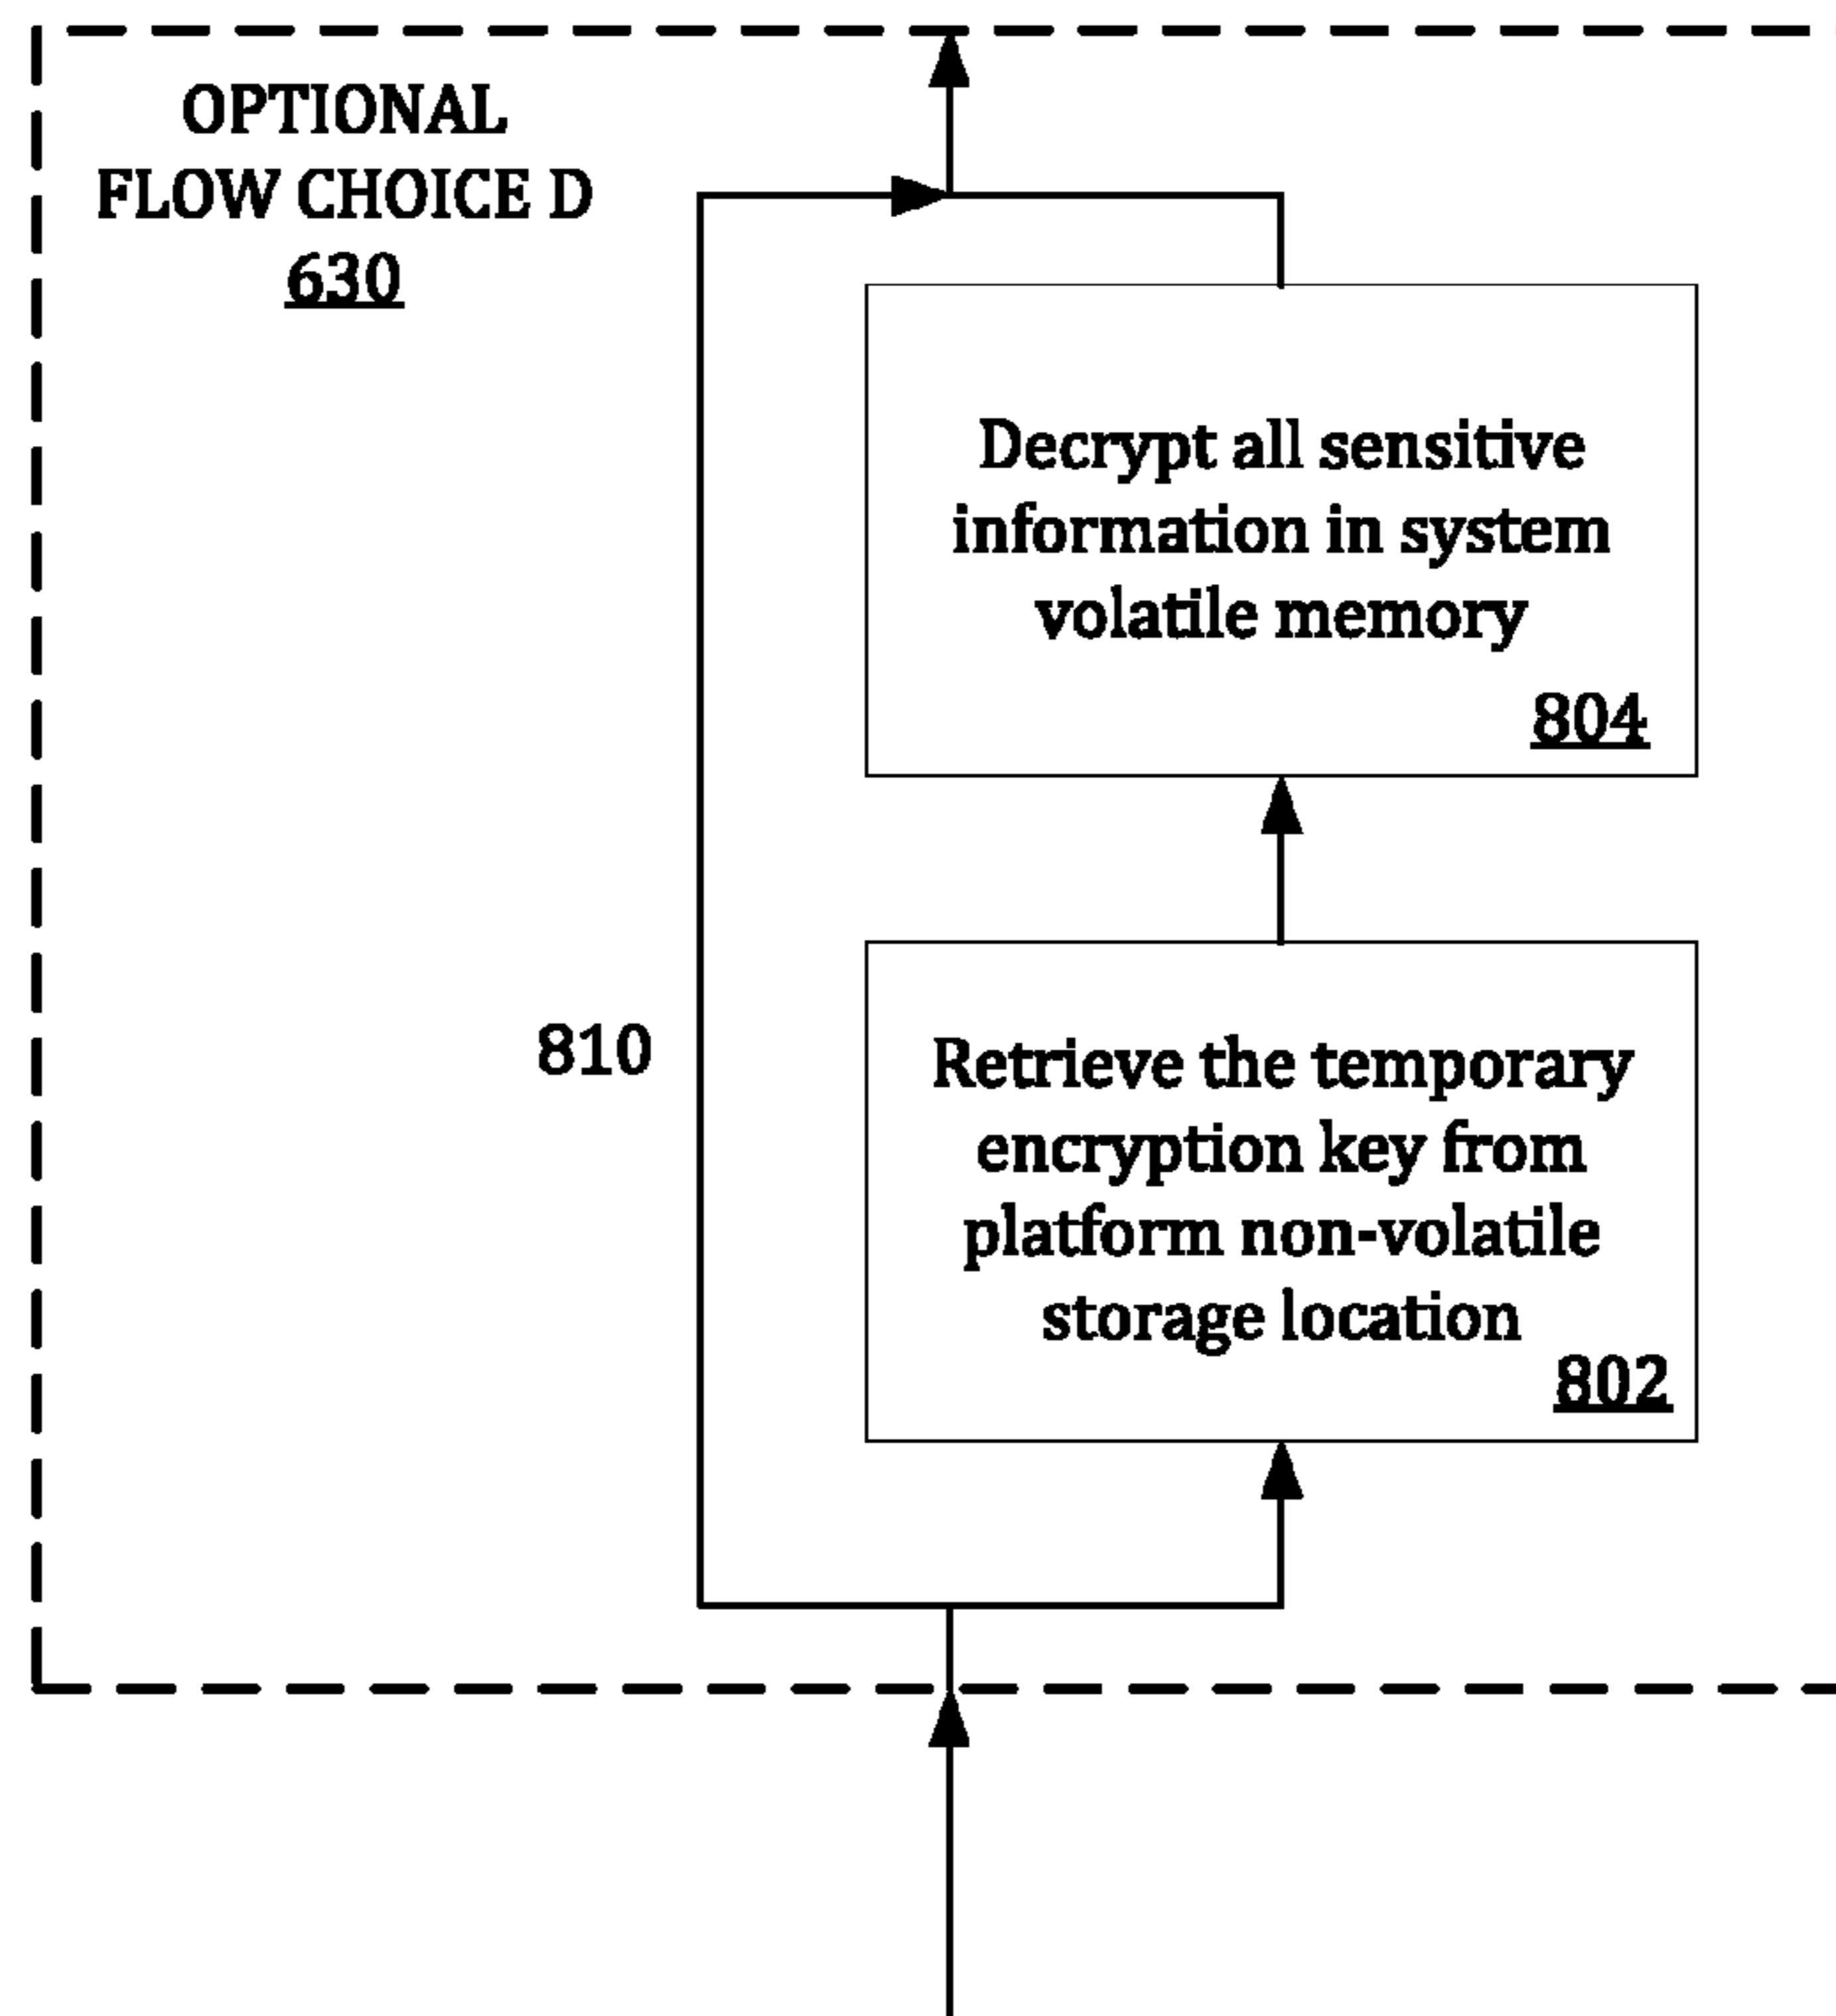 OPTIONAL
FLOW CHOICE D
630
Decrypt all sensitive
information in system
volatile memory
804
810
Retrieve the temporary
encryption key from
platform non-volatile
storage location
802